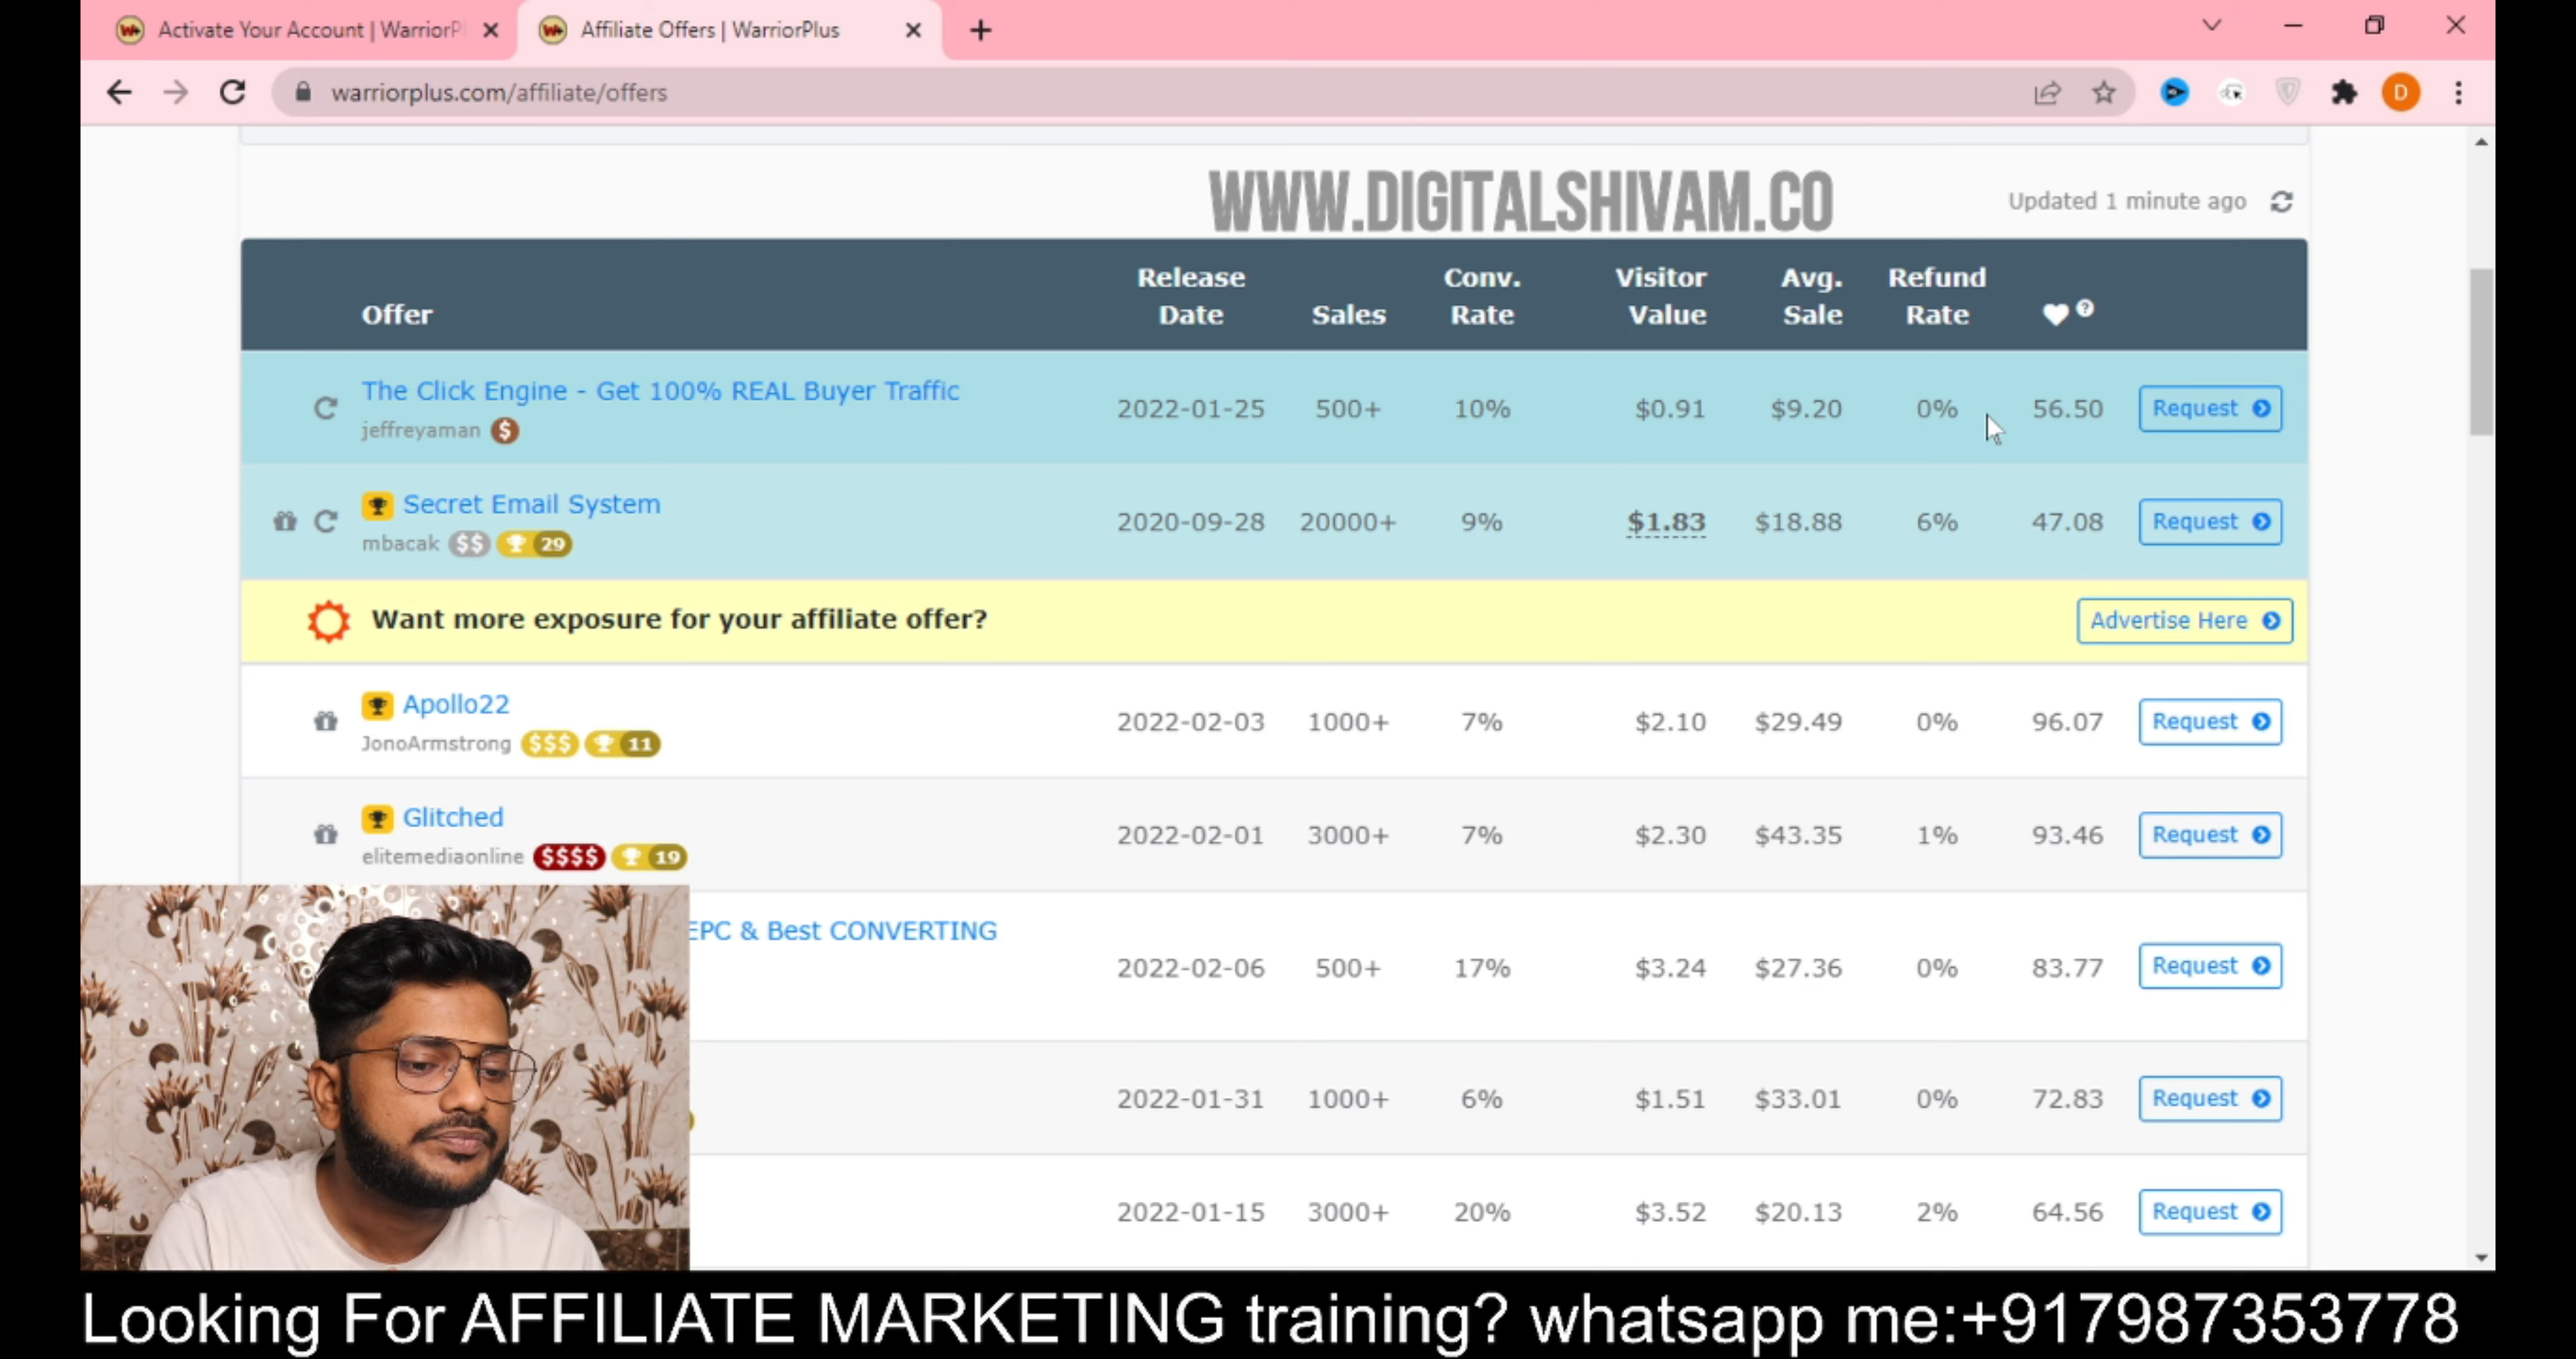 Activate Your Account | WarriorP
Affiliate Offers | WarriorPlus
warriorplus.com/affiliate/offers
D
WWW.DIGITALSHIVAM.CO
Updated 1 minute ago
Offer Release Date Sales Conv. Rate Visitor Value Avg. Sale Refund Rate
The Click Engine - Get 100% REAL Buyer Traffic
jeffreyaman $
2022-01-25 500+ 10% $0.91 $9.20 0% 56.50 Request
Secret Email System
mbacak $$ 29
2020-09-28 20000+ 9% $1.83 $18.88 6% 47.08 Request
Want more exposure for your affiliate offer? Advertise Here
Apollo22
JonoArmstrong $$$ 11
2022-02-03 1000+ 7% $2.10 $29.49 0% 96.07 Request
Glitched
elitemediaonline $$$$ 19
2022-02-01 3000+ 7% $2.30 $43.35 1% 93.46 Request
EPC & Best CONVERTING
2022-02-06 500+ 17% $3.24 $27.36 0% 83.77 Request
2022-01-31 1000+ 6% $1.51 $33.01 0% 72.83 Request
2022-01-15 3000+ 20% $3.52 $20.13 2% 64.56 Request
Looking For AFFILIATE MARKETING training? whatsapp me:+917987353778